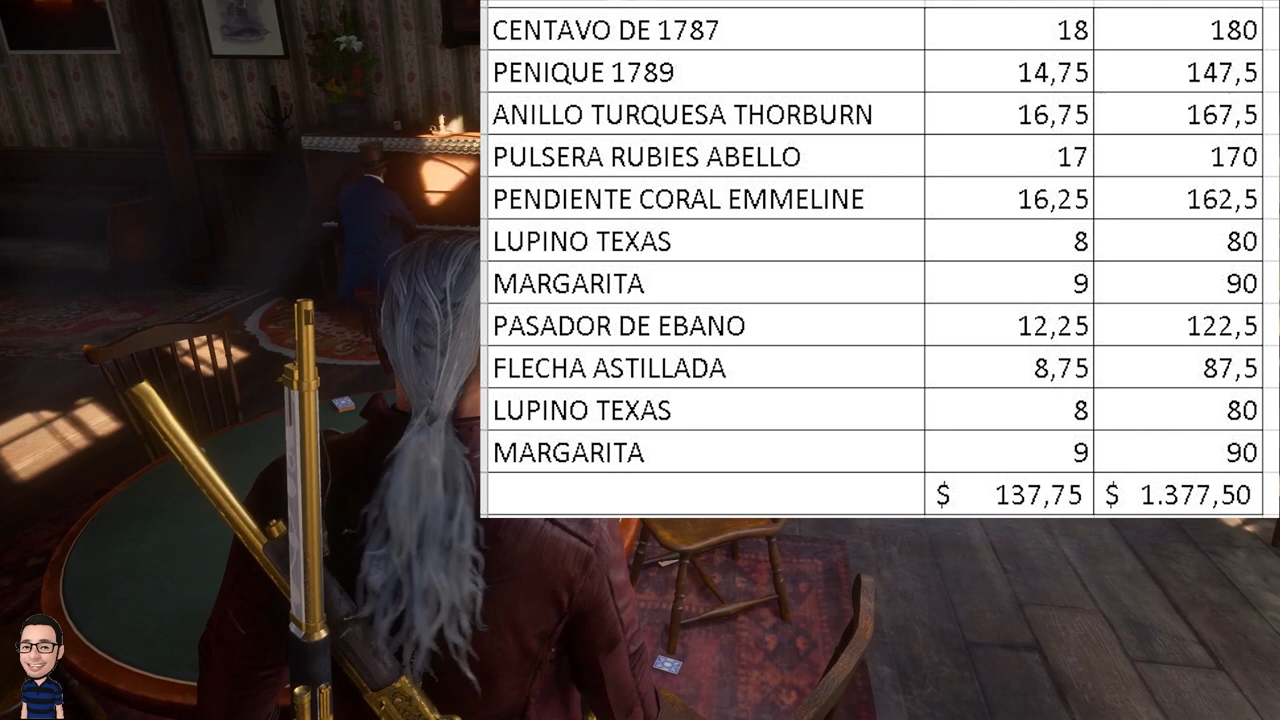 CENTAVO DE 1787 18 180
PENIQUE 1789 14,75 147,5
ANILLO TURQUESA THORBURN 16,75 167,5
PULSERA RUBIES ABELLO 17 170
PENDIENTE CORAL EMMELINE 16,25 162,5
LUPINO TEXAS 8 80
MARGARITA 9 90
PASADOR DE EBANO 12,25 122,5
FLECHA ASTILLADA 8,75 87,5
LUPINO TEXAS 8 80
MARGARITA 9 90
$ 137,75 $ 1.377,50